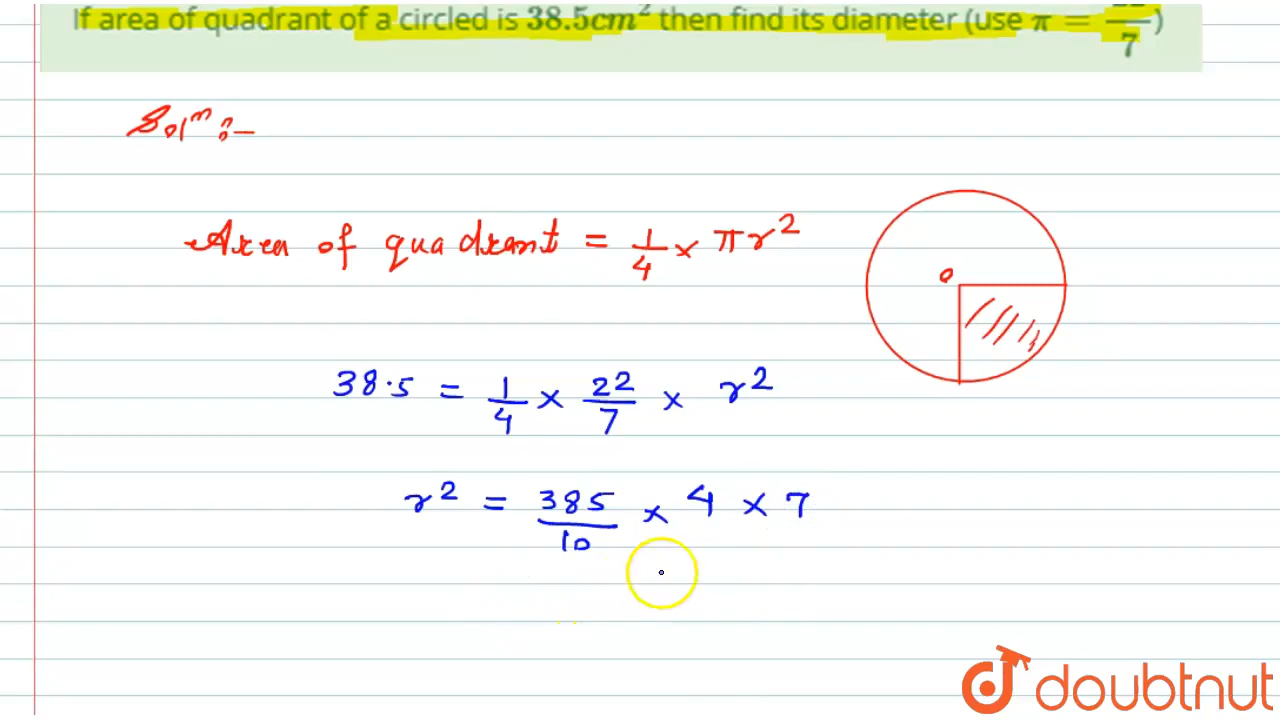 If area of quadrant of a circled is 38.5cm² then find its diameter (use π = 22/7)
Solⁿ :-
Area of quadrant = 1/4 × πr²
O
38.5 = 1/4 × 22/7 × r²
r² = 385/10 × 4 × 7
doubtnut